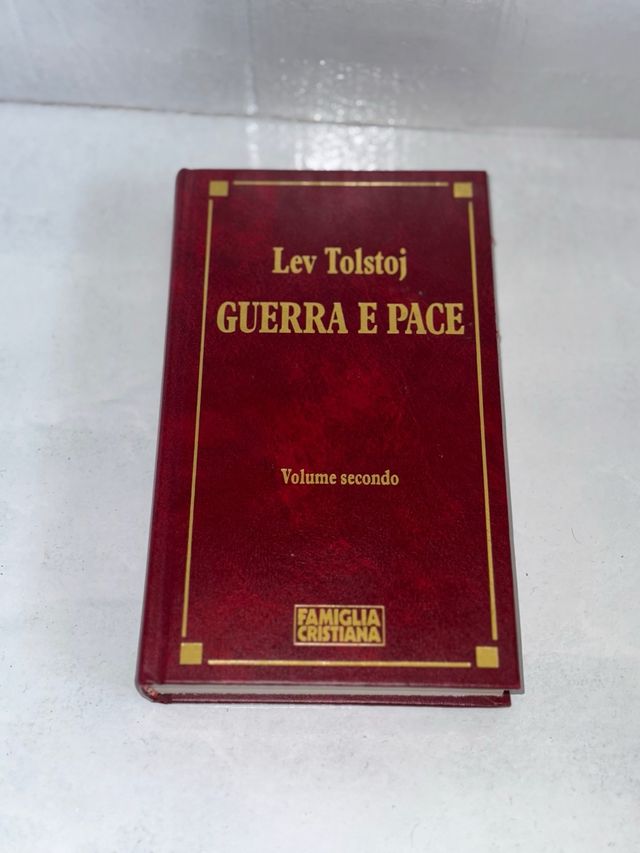 Lev Tolstoj
GUERRA E PACE
Volume secondo
FAMIGLIA
CRISTIANA